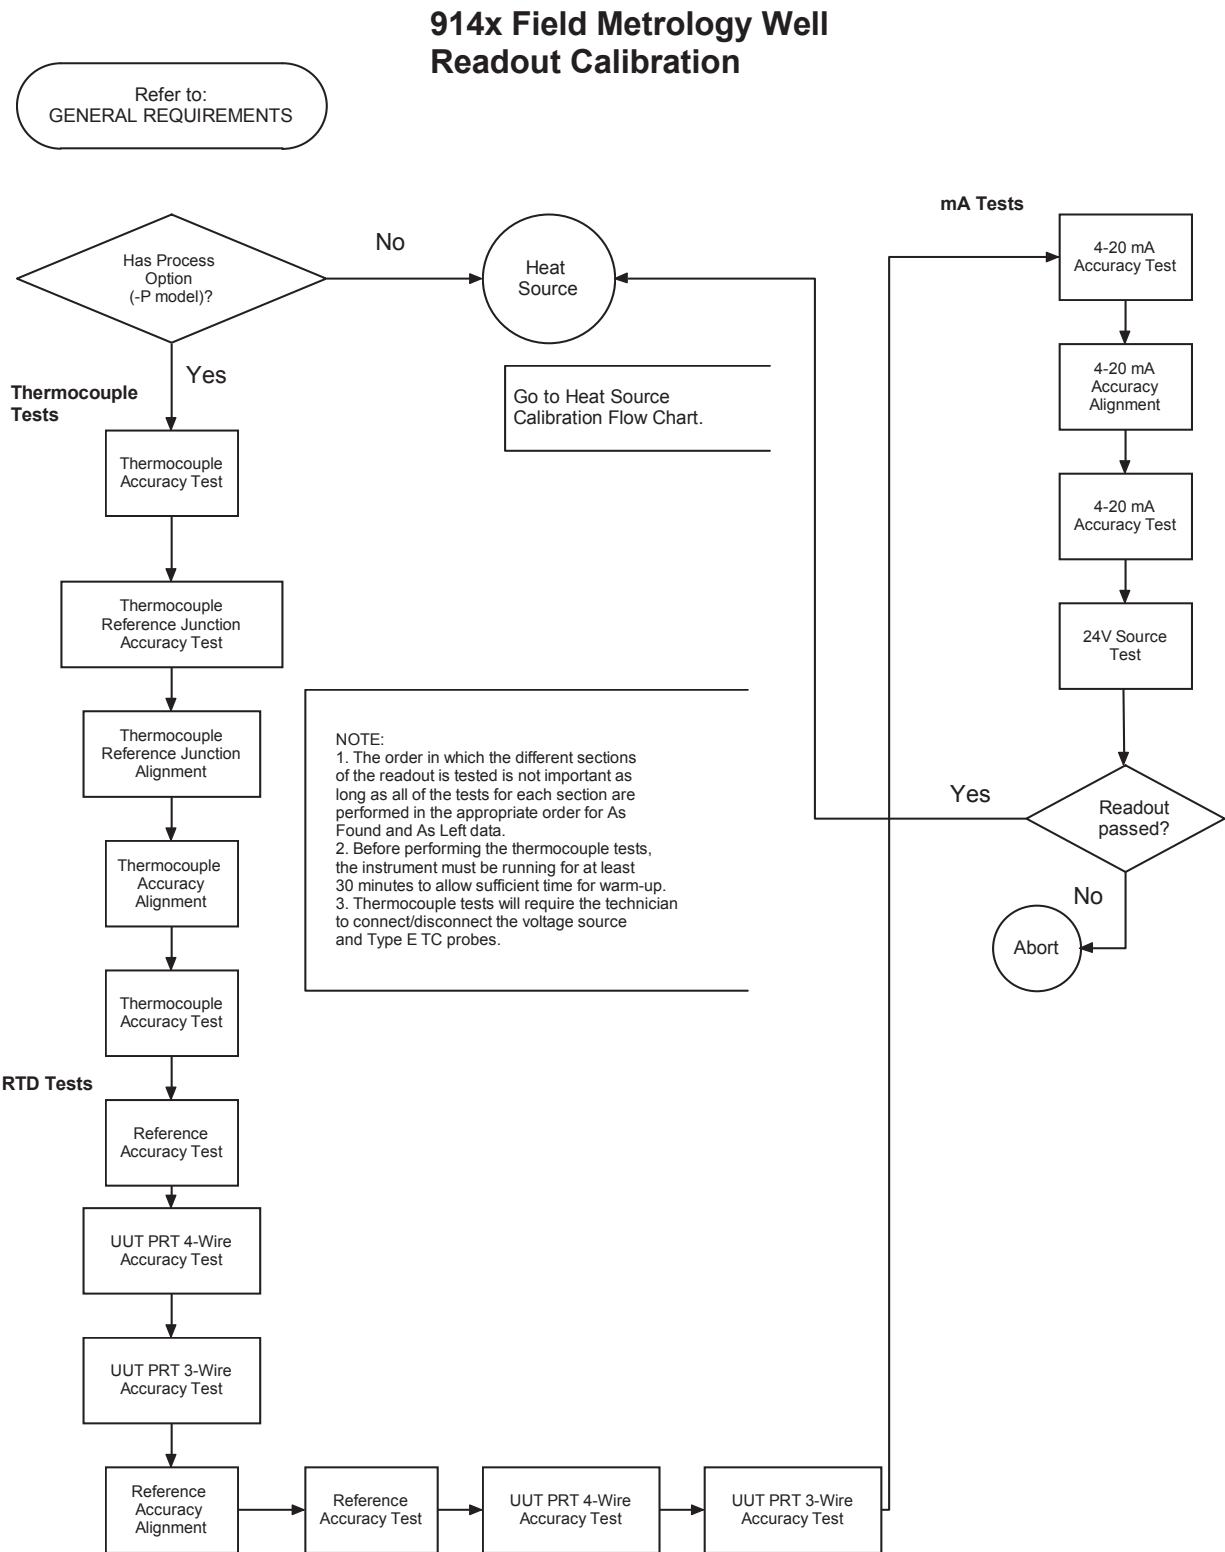 914x Field Metrology Well
Readout Calibration
Refer to:
GENERAL REQUIREMENTS
Has Process
Option
(-P model)?
No
Heat
Source
Yes
Go to Heat Source
Calibration Flow Chart.
Thermocouple
Tests
Thermocouple
Accuracy Test
Thermocouple
Reference Junction
Accuracy Test
Thermocouple
Reference Junction
Alignment
Thermocouple
Accuracy
Alignment
Thermocouple
Accuracy Test
NOTE:
1. The order in which the different sections
of the readout is tested is not important as
long as all of the tests for each section are
performed in the appropriate order for As
Found and As Left data.
2. Before performing the thermocouple tests,
the instrument must be running for at least
30 minutes to allow sufficient time for warm-up.
3. Thermocouple tests will require the technician
to connect/disconnect the voltage source
and Type E TC probes.
RTD Tests
Reference
Accuracy Test
UUT PRT 4-Wire
Accuracy Test
UUT PRT 3-Wire
Accuracy Test
Reference
Accuracy
Alignment
Reference
Accuracy Test
UUT PRT 4-Wire
Accuracy Test
UUT PRT 3-Wire
Accuracy Test
mA Tests
4-20 mA
Accuracy Test
4-20 mA
Accuracy
Alignment
4-20 mA
Accuracy Test
24V Source
Test
Readout
passed?
Yes
No
Abort